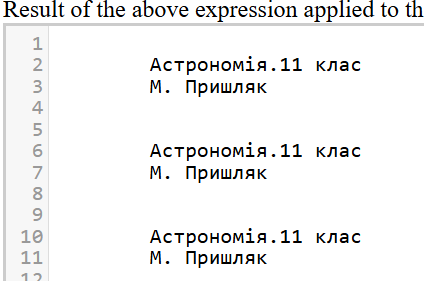 Result of the above expression applied to th
1
2 Астрономія.11 клас
3 М. Пришляк
4
5
6 Астрономія.11 клас
7 М. Пришляк
8
9
10 Астрономія.11 клас
11 М. Пришляк
12